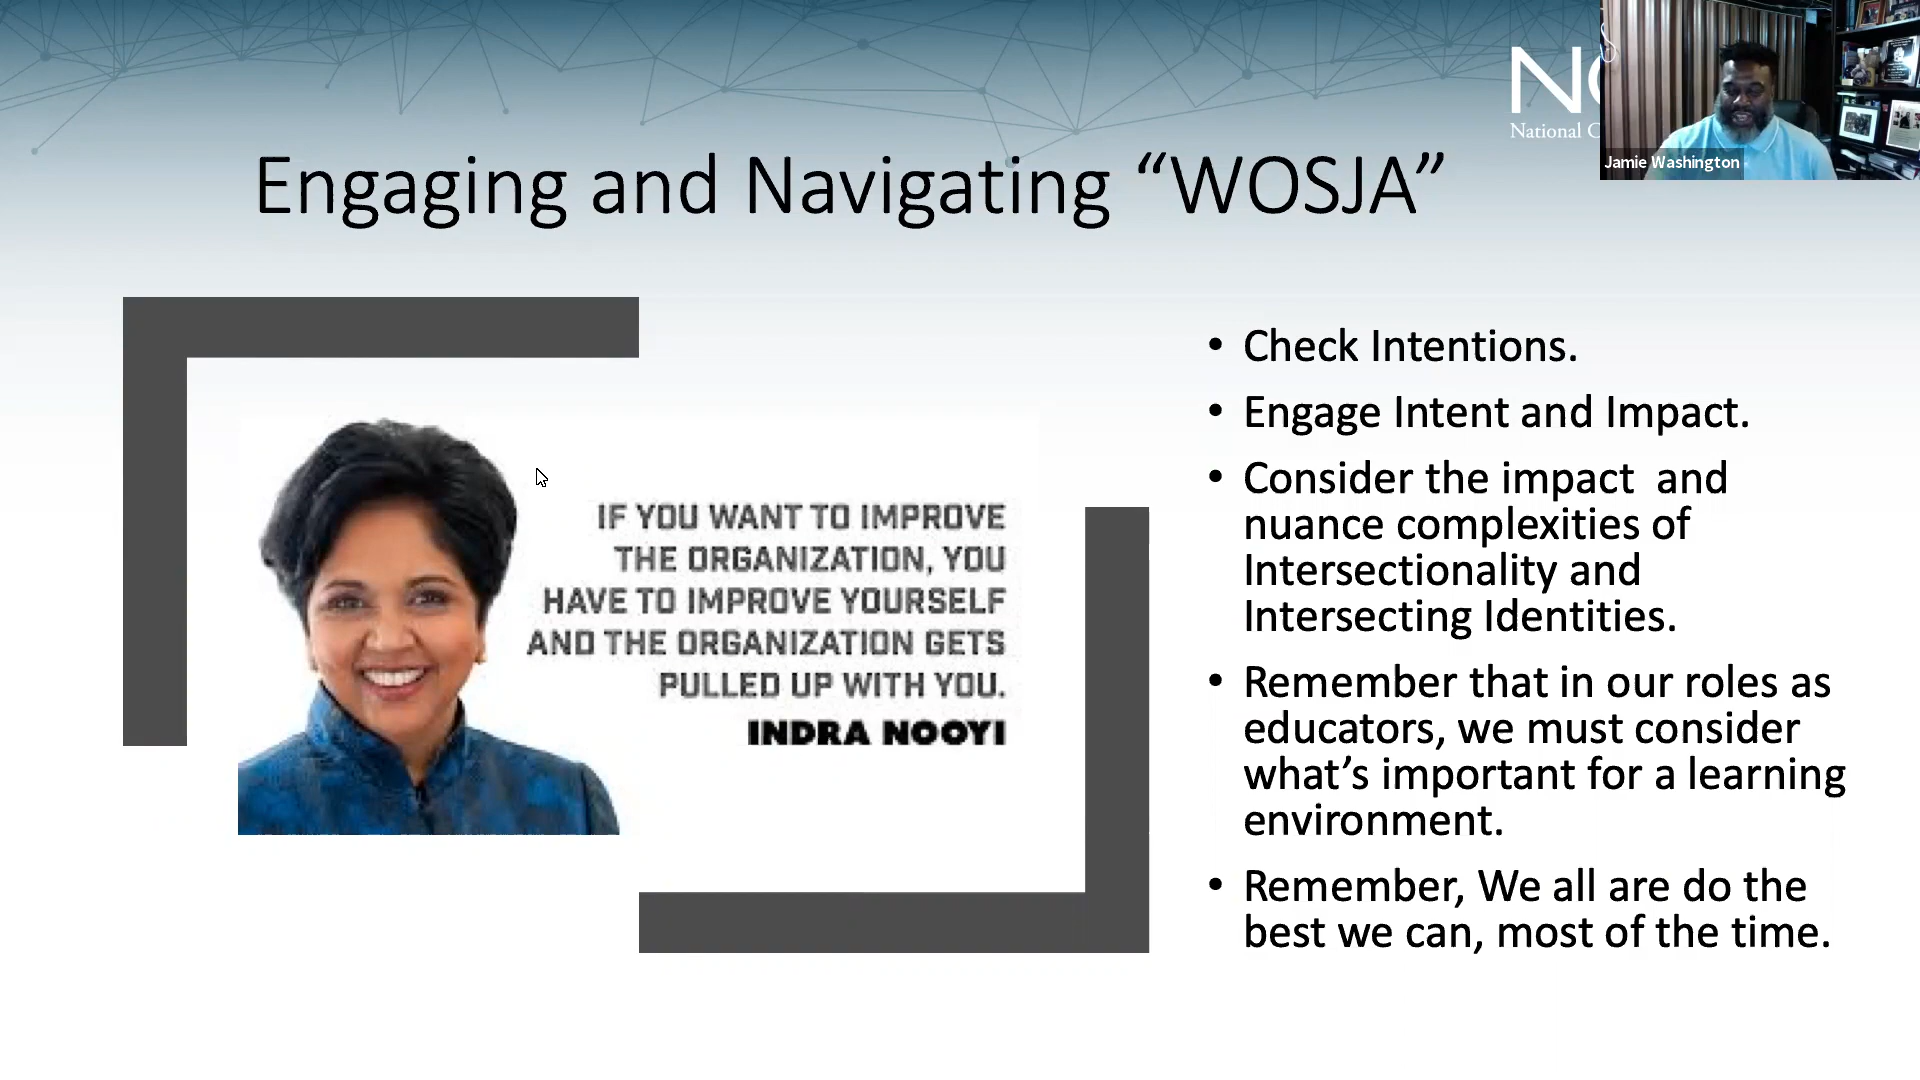 National
Jamie Washington
Engaging and Navigating “WOSJA”
IF YOU WANT TO IMPROVE
THE ORGANIZATION, YOU
HAVE TO IMPROVE YOURSELF
AND THE ORGANIZATION GETS
PULLED UP WITH YOU.
INDRA NOOYI
• Check Intentions.
• Engage Intent and Impact.
• Consider the impact  and
nuance complexities of
Intersectionality and
Intersecting Identities.
• Remember that in our roles as
educators, we must consider
what’s important for a learning
environment.
• Remember, We all are do the
best we can, most of the time.